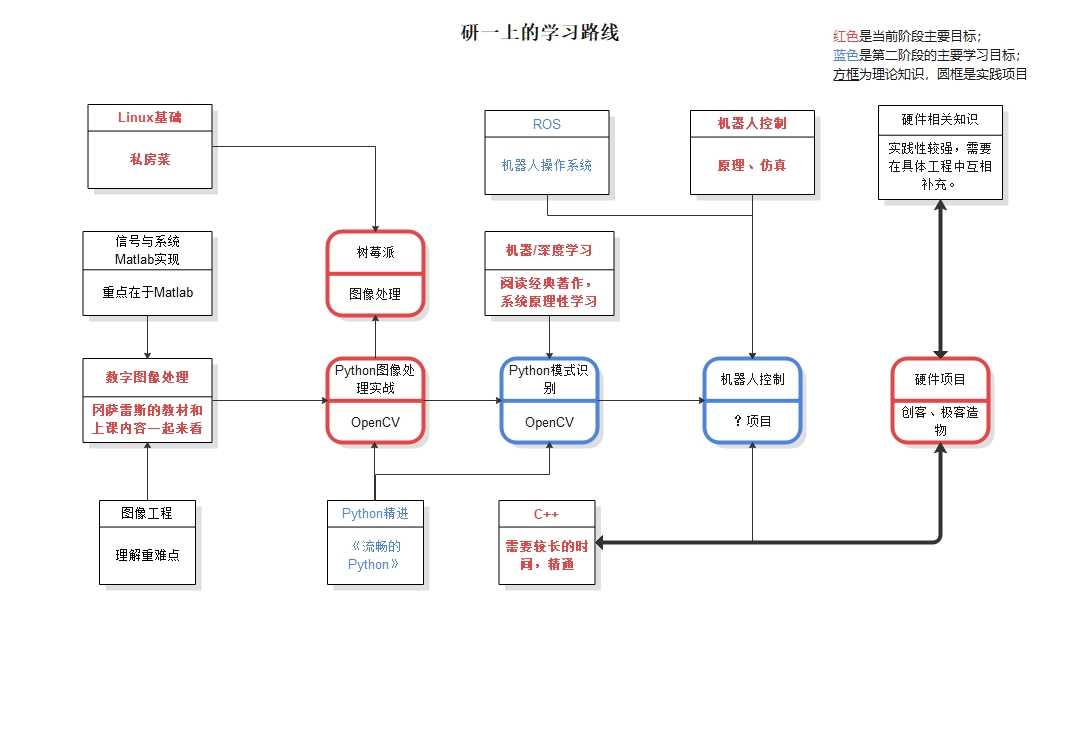 研一上的学习路线
红色是当前阶段主要目标；
蓝色是第二阶段的主要学习目标；
方框为理论知识，圆框是实践项目
Linux基础
私房菜
ROS
机器人操作系统
机器人控制
原理、仿真
硬件相关知识
实践性较强，需要
在具体工程中互相
补充。
信号与系统
Matlab实现
重点在于Matlab
树莓派
图像处理
机器/深度学习
阅读经典著作，
系统原理性学习
数字图像处理
冈萨雷斯的教材和
上课内容一起来看
Python图像处
理实战
OpenCV
Python模式识
别
OpenCV
机器人控制
？项目
硬件项目
创客、极客造
物
图像工程
理解重难点
Python精进
《流畅的
Python》
C++
需要较长的时
间，精通